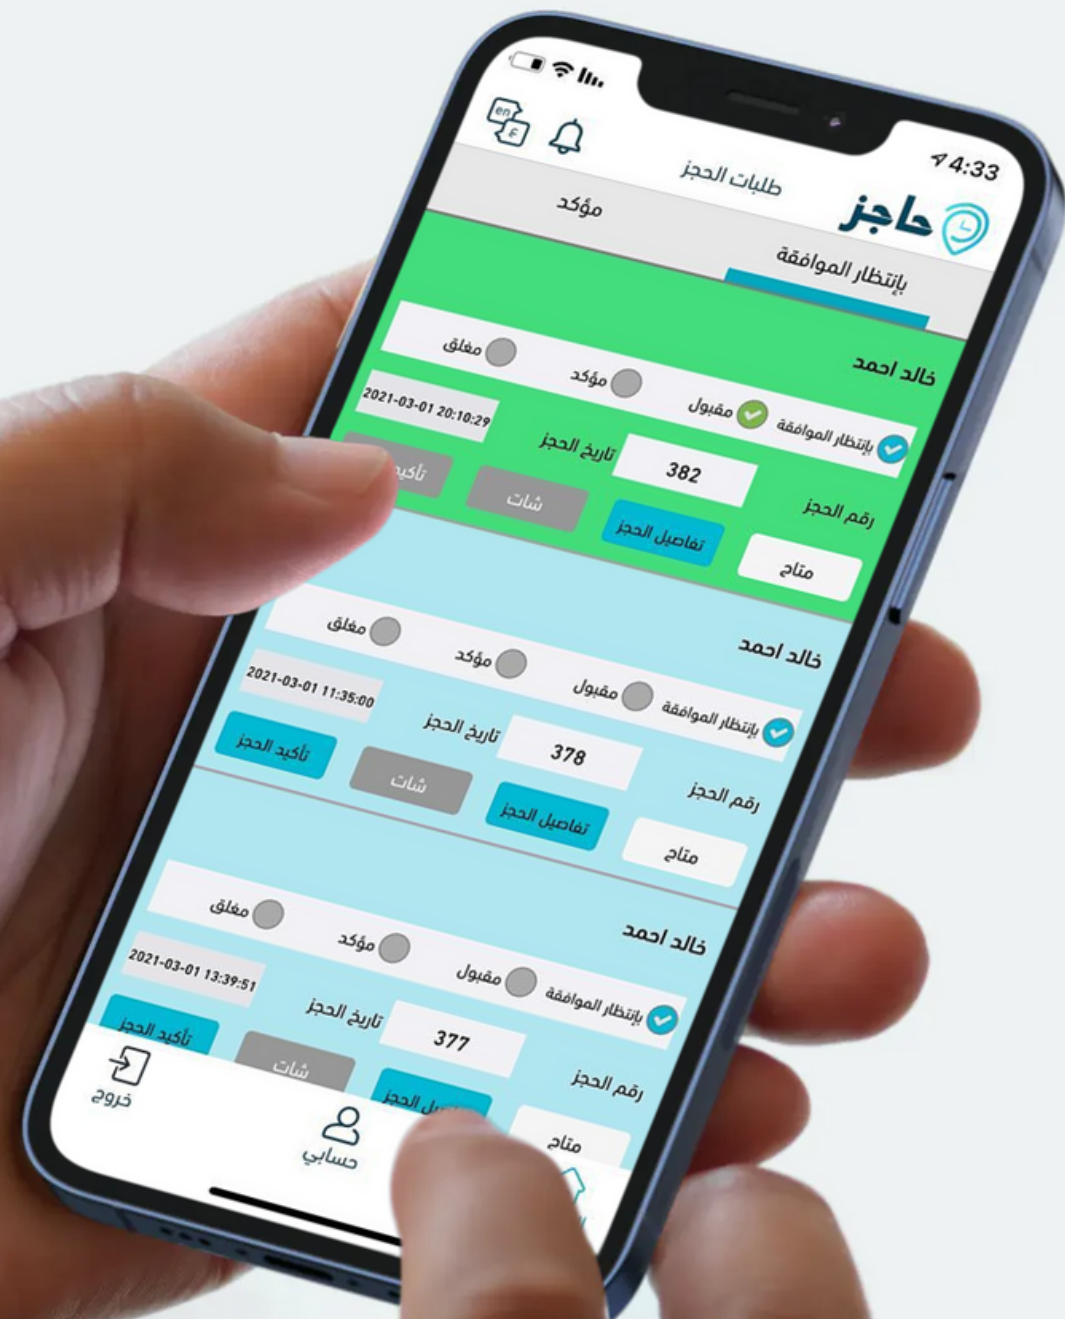 4:33
حاجز
طلبات الحجز
en
ع
بإنتظار الموافقة
مؤكد
خالد احمد
بإنتظار الموافقة مقبول مؤكد مغلق
رقم الحجز 382 تاريخ الحجز 2021-03-01 20:10:29
متاح تفاصيل الحجز شات
خالد احمد
بإنتظار الموافقة مقبول مؤكد مغلق
رقم الحجز 378 تاريخ الحجز 2021-03-01 11:35:00
متاح تفاصيل الحجز شات تأكيد الحجز
خالد احمد
بإنتظار الموافقة مقبول مؤكد مغلق
رقم الحجز 377 تاريخ الحجز 2021-03-01 13:39:51
متاح الحجز شات تأكيد الحجز
حسابي
خروج